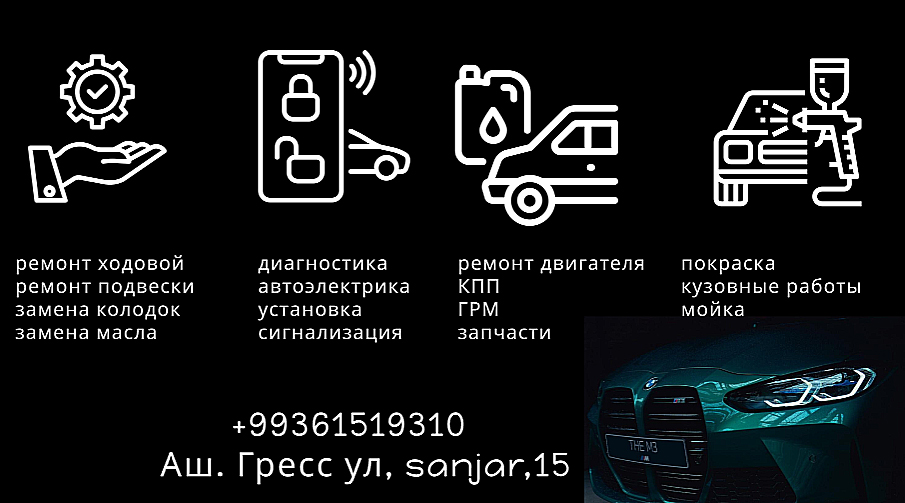 ремонт ходовой
ремонт подвески
замена колодок
замена масла
диагностика
автоэлектрика
установка
сигнализация
ремонт двигателя
КПП
ГРМ
запчасти
покраска
кузовные работы
мойка
THE M3
+99361519310
Аш. Гресс ул, sanjar,15